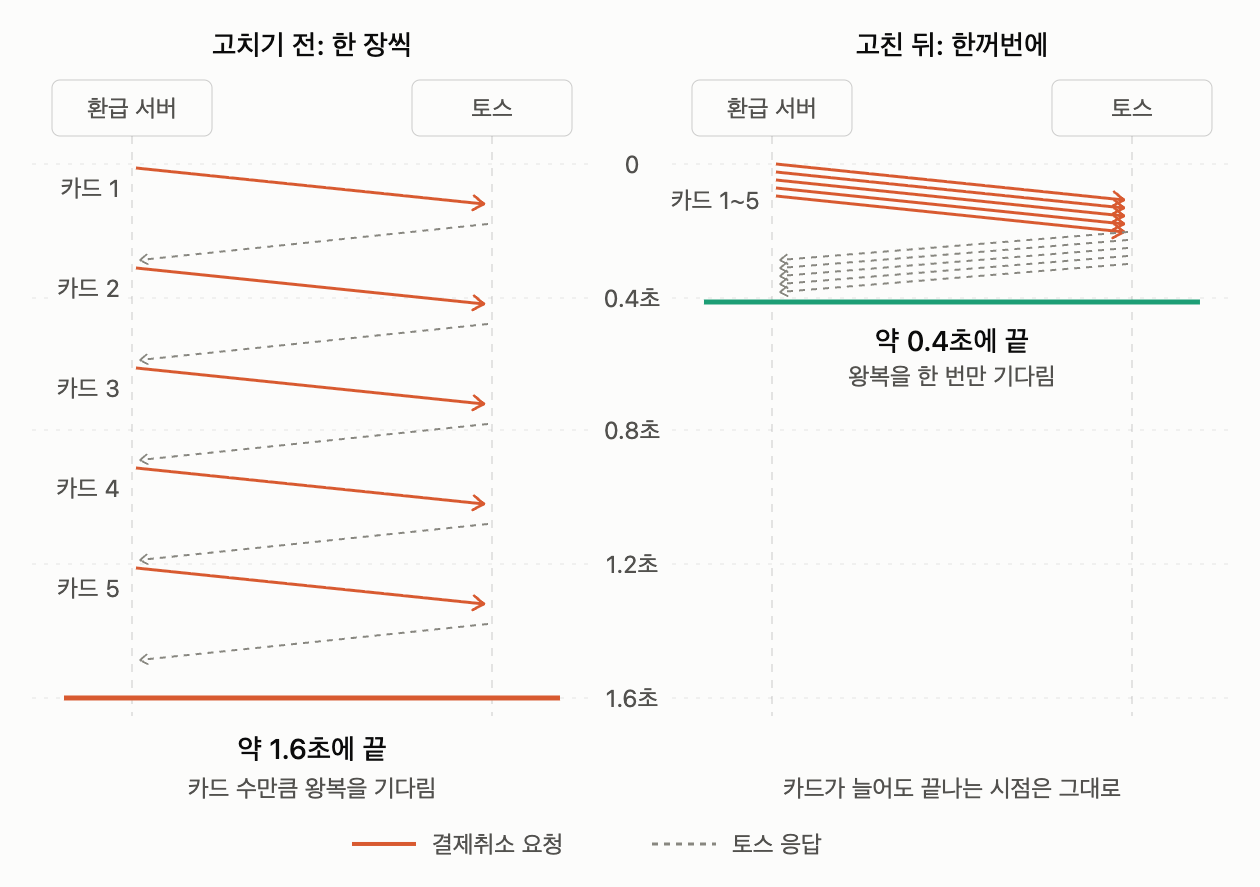 고치기 전: 한 장씩
환급 서버
토스
카드 1
카드 2
카드 3
카드 4
카드 5
약 1.6초에 끝
카드 수만큼 왕복을 기다림
0
0.4초
0.8초
1.2초
1.6초
고친 뒤: 한꺼번에
환급 서버
토스
카드 1~5
약 0.4초에 끝
왕복을 한 번만 기다림
카드가 늘어도 끝나는 시점은 그대로
결제취소 요청
토스 응답